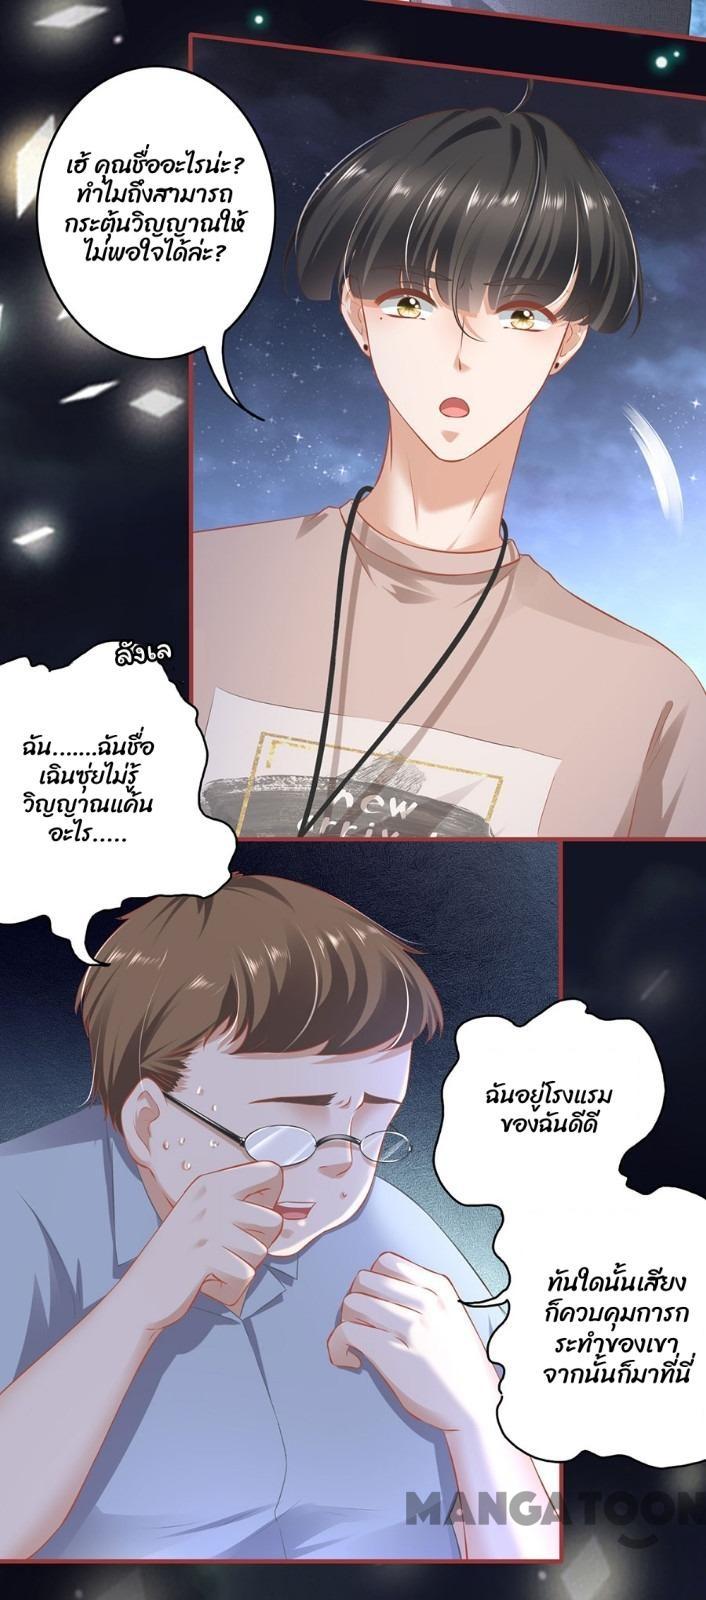 เฮ้ คุณชื่ออะไรน่ะ?
ทำไมถึงสามารถ
กระตุ้นวิญญาณให้
ไม่พอใจได้ล่ะ?
new
arriv
ลังเล
ฉัน.......ฉันชื่อ
เฉินซุ่ยไม่รู้
วิญญาณแค้น
อะไร.....
ฉันอยู่โรงแรม
ของฉันดีดี
ทันใดนั้นเสียง
ก็ควบคุมการก
ระทำของเขา
จากนั้นก็มาที่นี่
MANGATOON